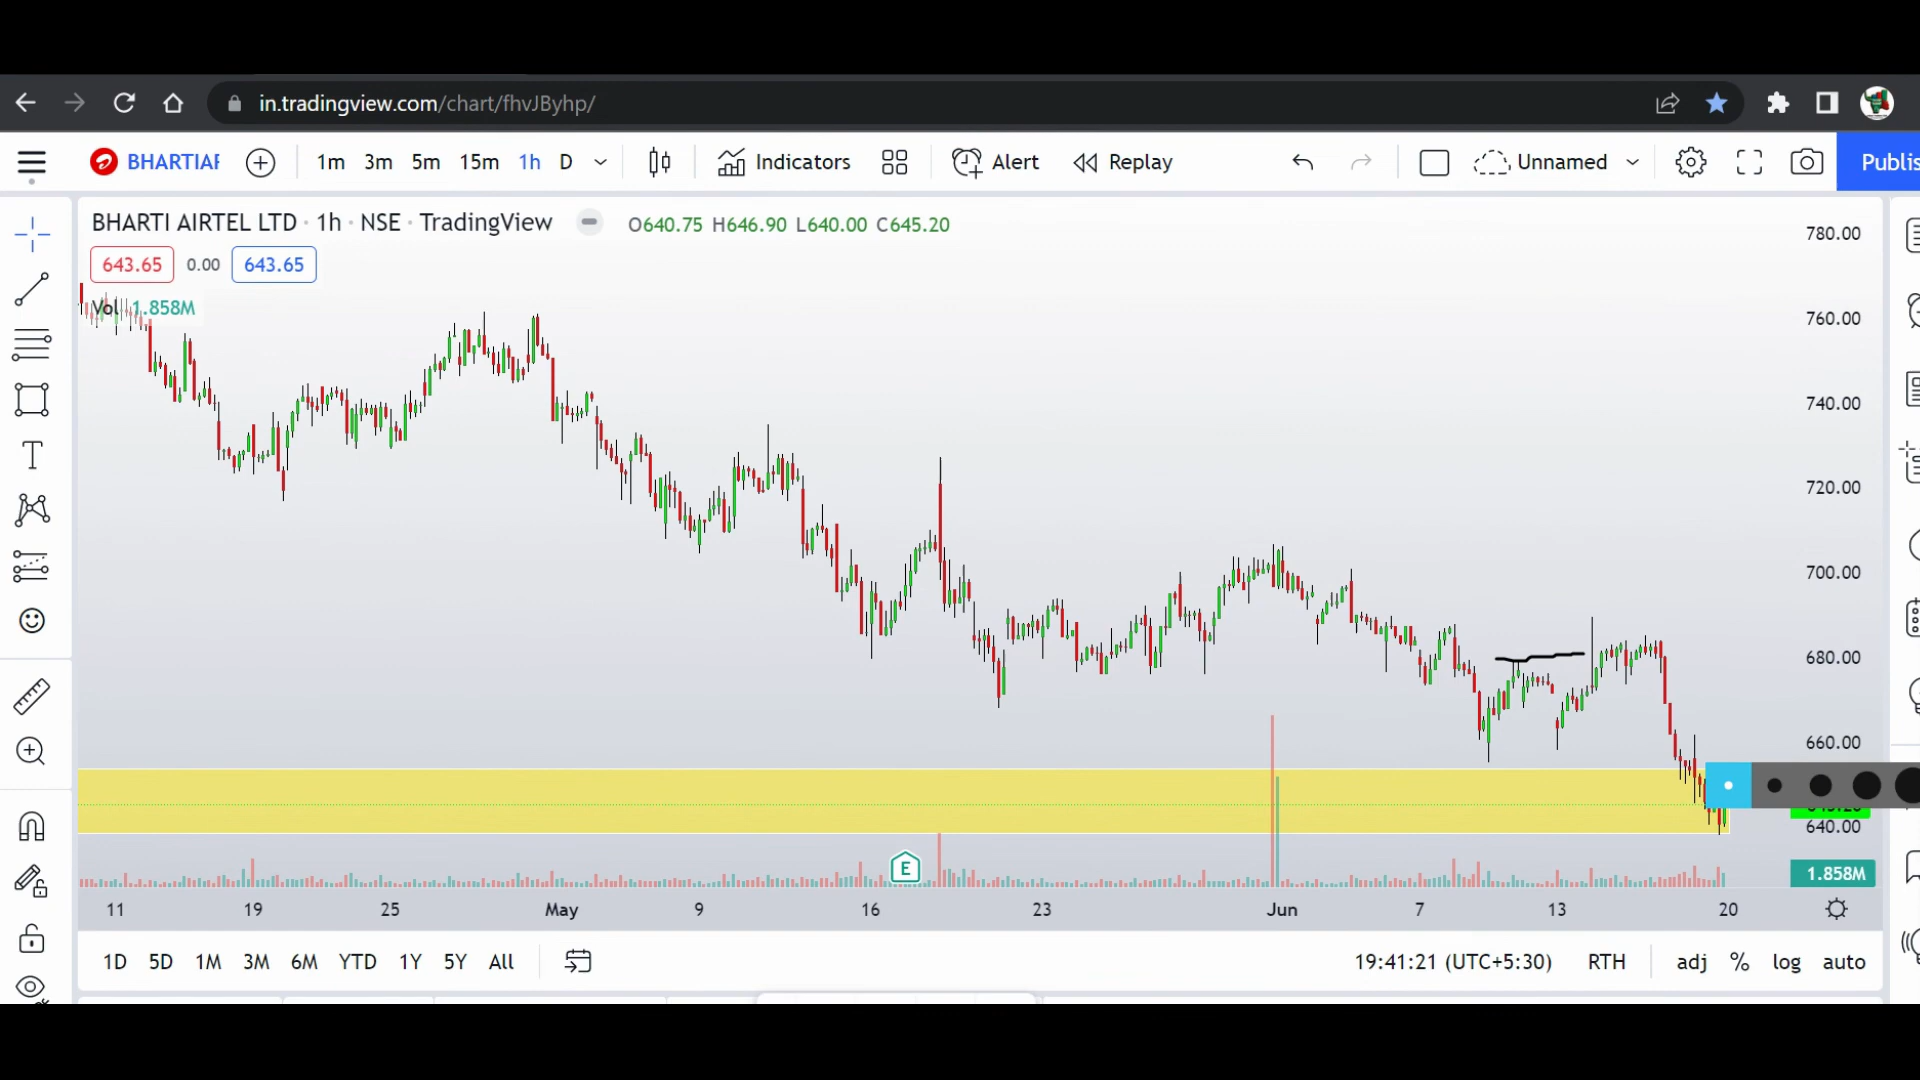 in.tradingview.com/chart/fhvJByhp/
BHARTIAF 1m 3m 5m 15m 1h D Indicators Alert Replay Unnamed Publis
BHARTI AIRTEL LTD · 1h · NSE · TradingView O640.75 H646.90 L640.00 C645.20
643.65 0.00 643.65
Vol 1.858M
780.00
760.00
740.00
720.00
700.00
680.00
660.00
640.00
E
1.858M
11 19 25 May 9 16 23 Jun 7 13 20
1D 5D 1M 3M 6M YTD 1Y 5Y All 19:41:21 (UTC+5:30) RTH adj % log auto